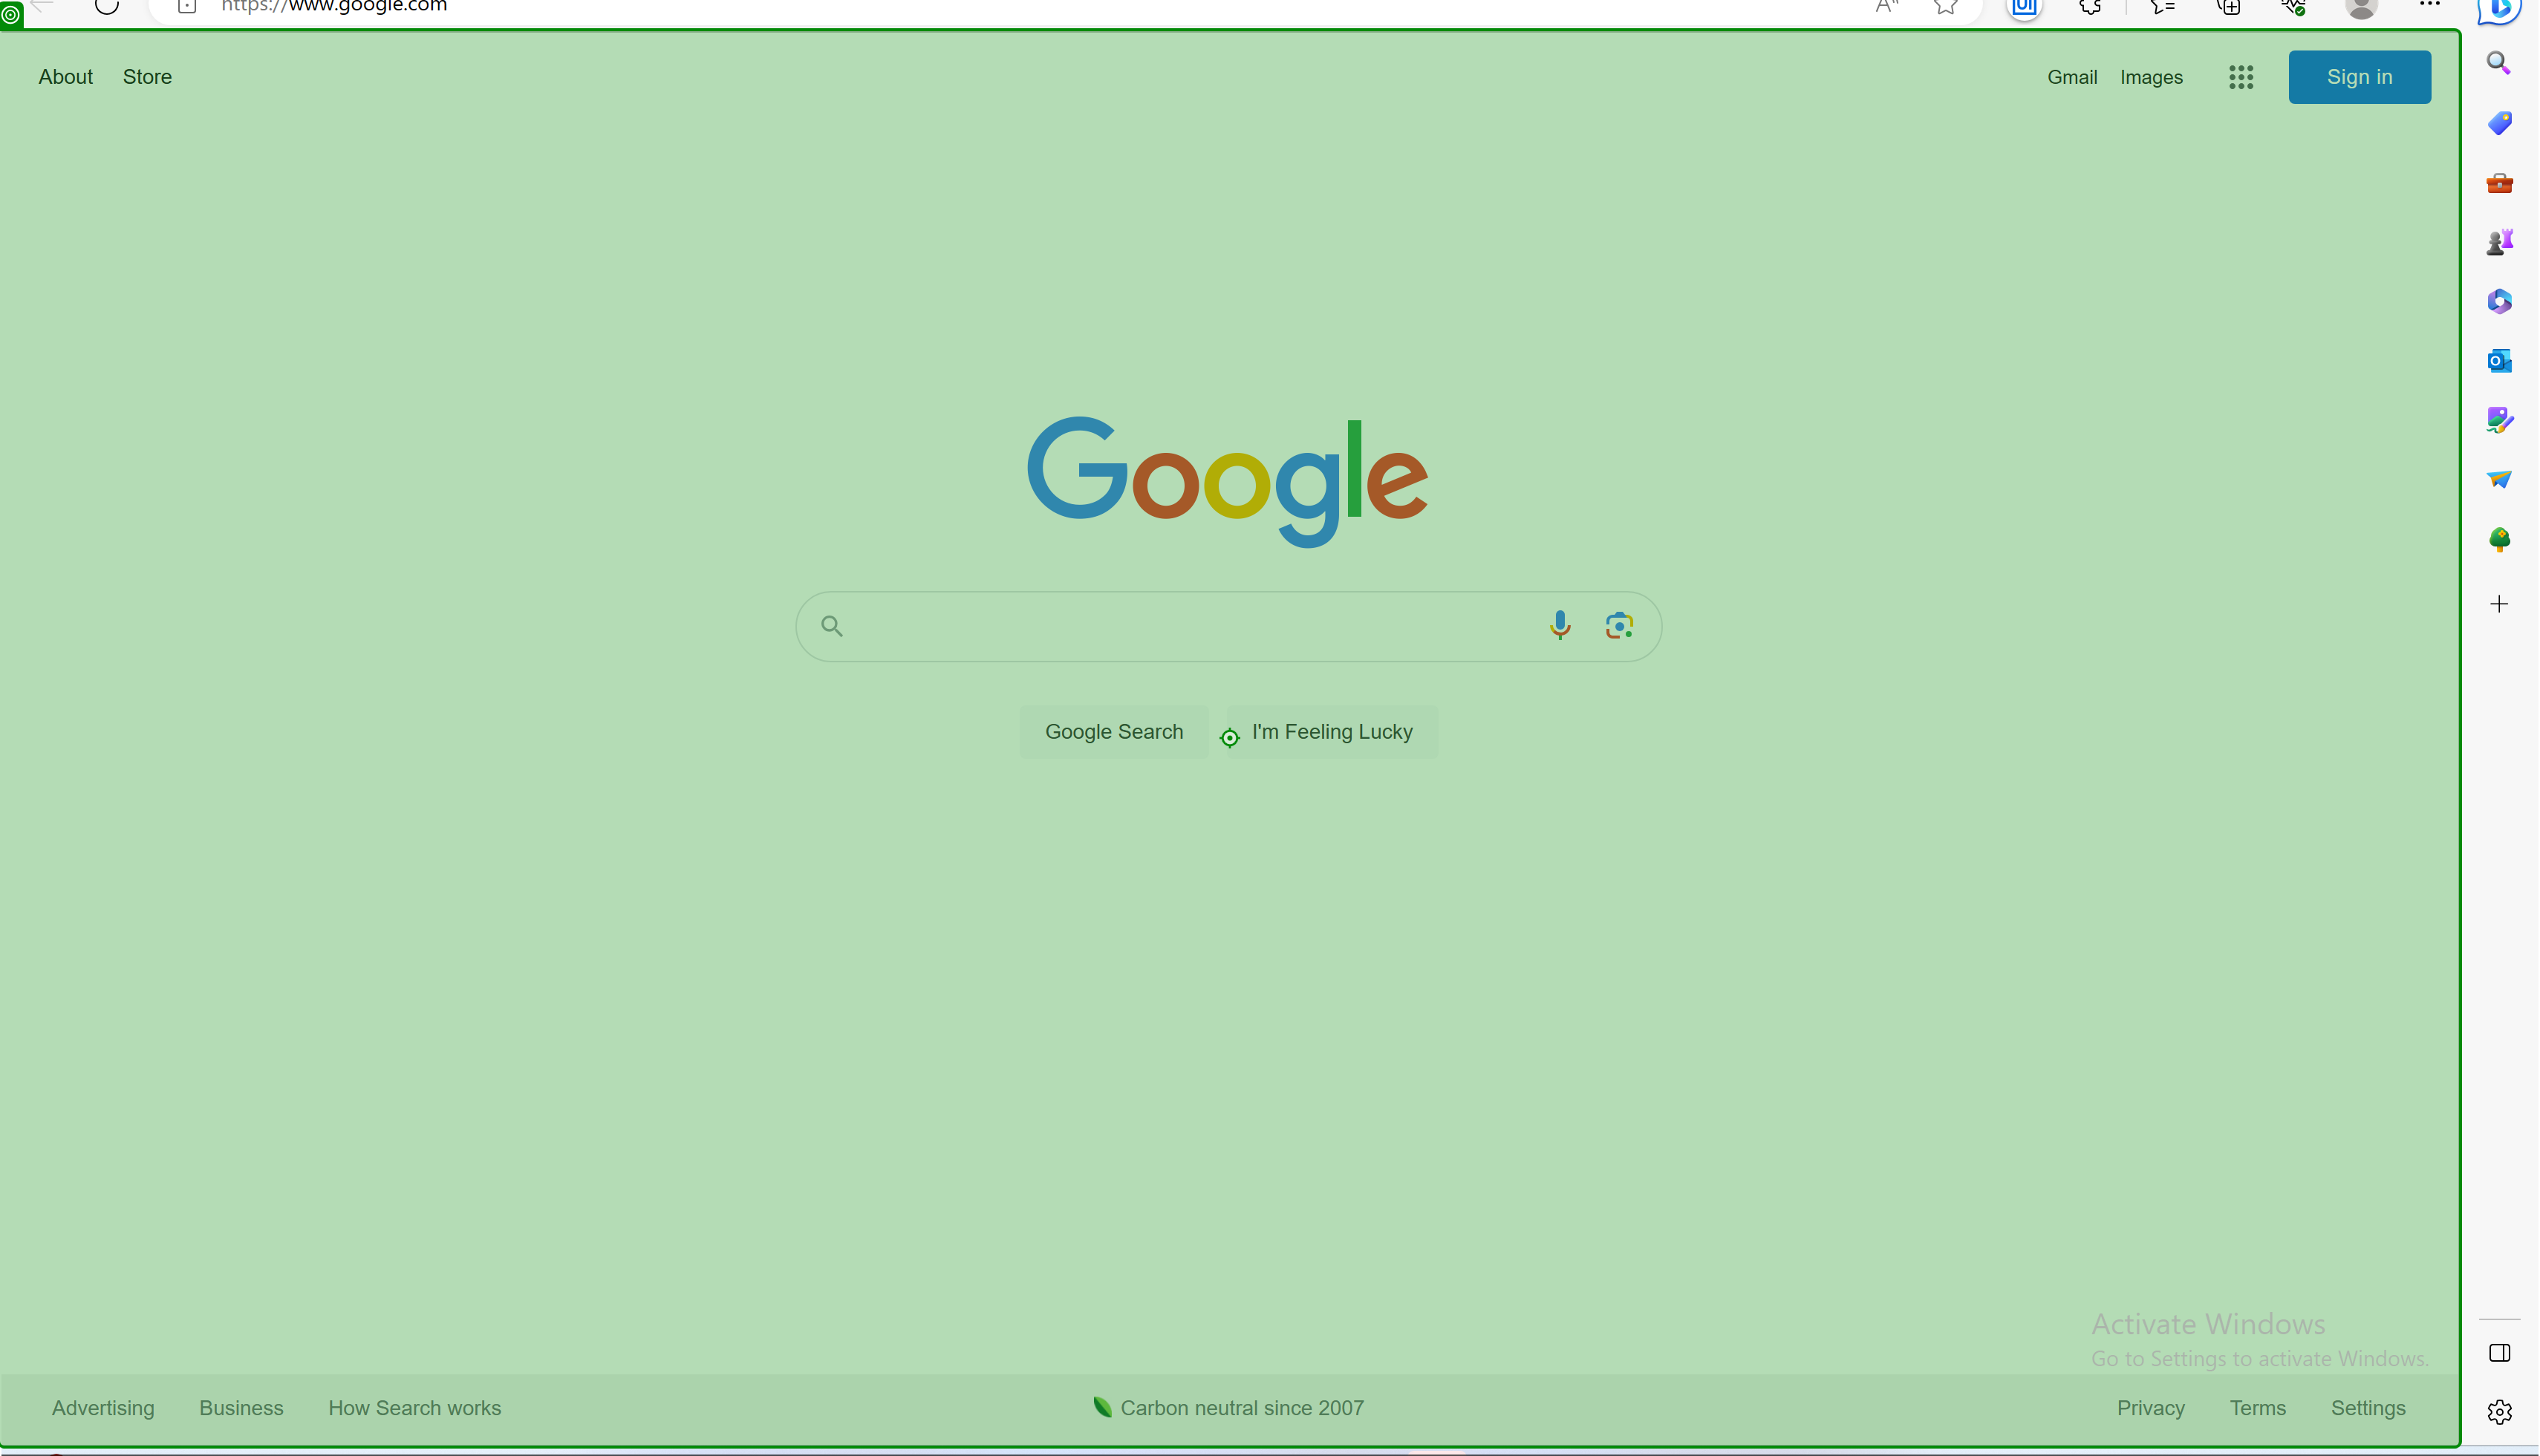 https://www.google.com
About Store Gmail Images Sign in
Google
Google Search I'm Feeling Lucky
Activate Windows
Go to Settings to activate Windows.
Advertising Business How Search works Carbon neutral since 2007 Privacy Terms Settings